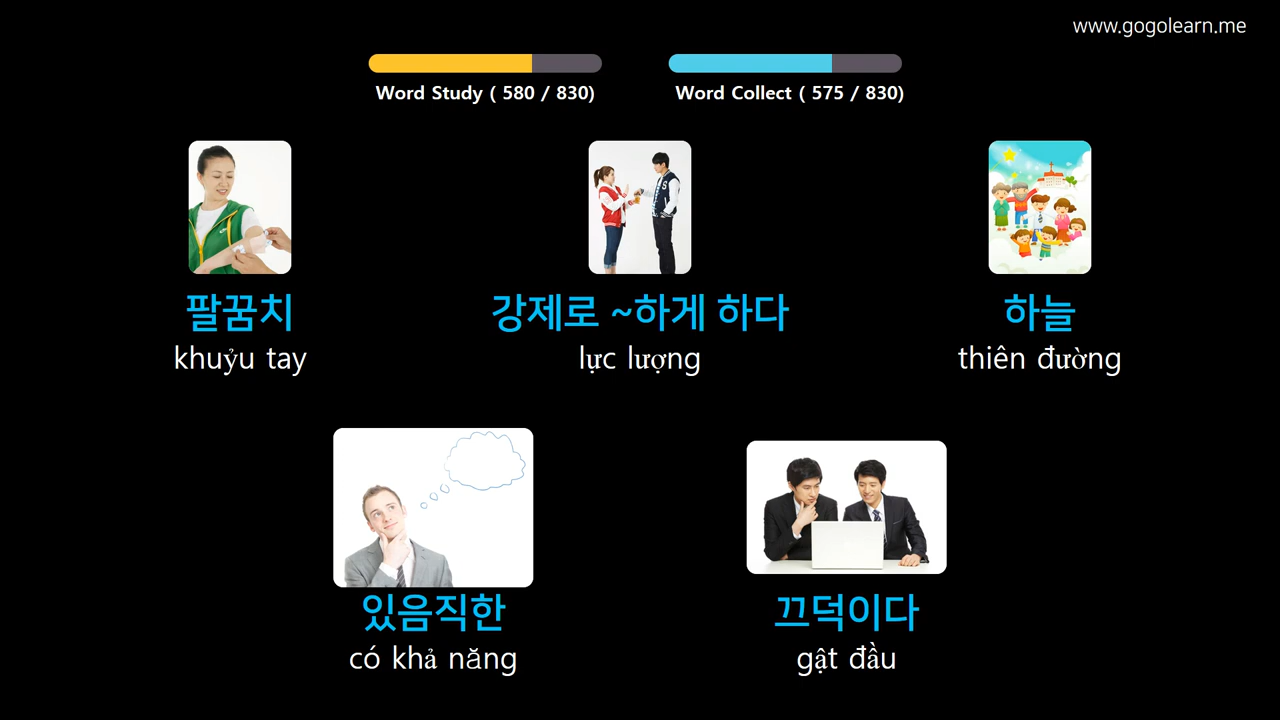 www.gogolearn.me
Word Study ( 580 / 830)
Word Collect ( 575 / 830)
팔꿈치
khuỷu tay
강제로 ~하게 하다
lực lượng
하늘
thiên đường
있음직한
có khả năng
끄덕이다
gật đầu